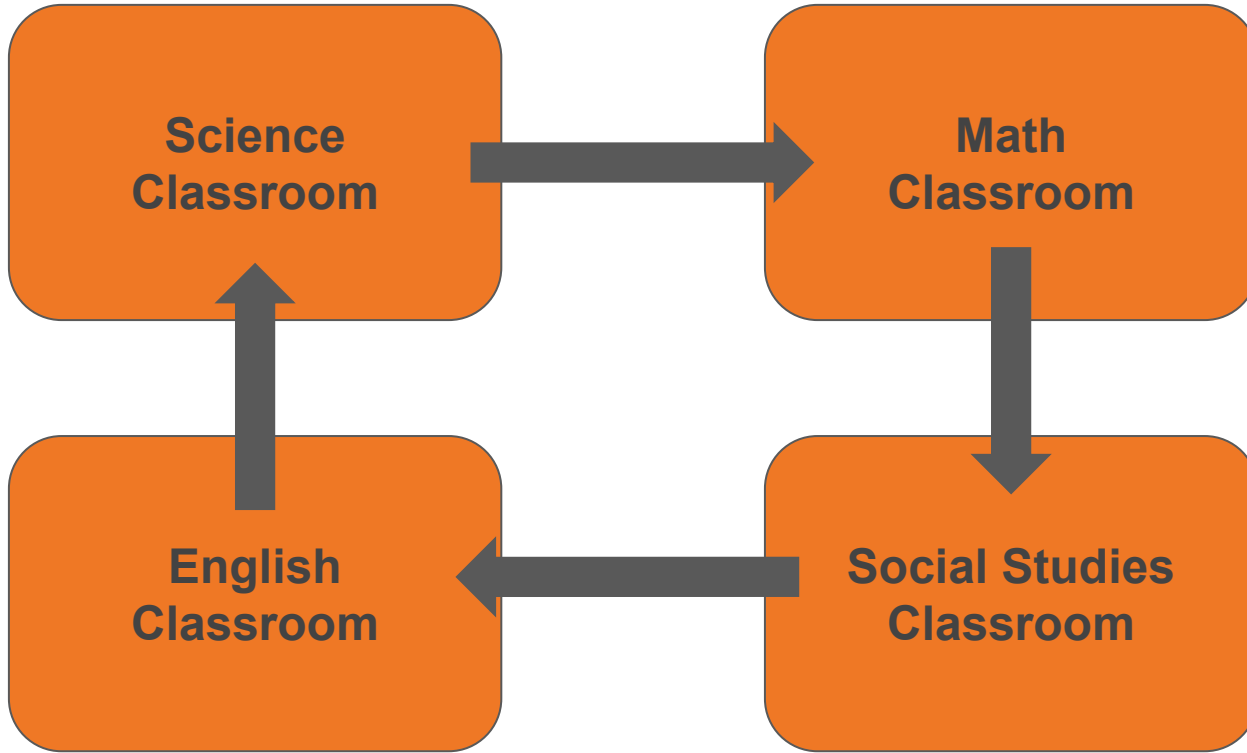 Science
Classroom
Math
Classroom
English
Classroom
Social Studies
Classroom